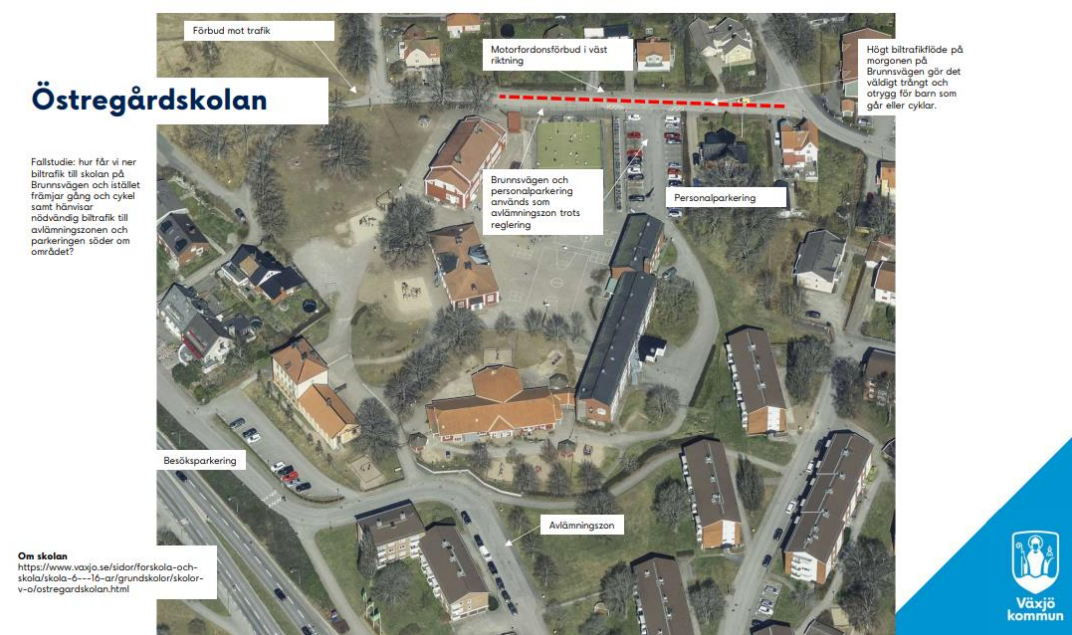 Förbud mot trafik
Motorfordonsförbud i väst
riktning
Högt biltrafikflöde på
morgonen på
Brunnsvägen gör det
väldigt trångt och
otrygg för barn som
går eller cyklar.
Östregårdskolan
Fallstudie: hur får vi ner
biltrafik till skolan på
Brunnsvägen och istället
främjar gång och cykel
samt hänvisar
nödvändig biltrafik till
avlämningszonen och
parkeringen söder om
området?
Brunnsvägen och
personalparkering
används som
avlämningszon trots
reglering
Personalparkering
Besöksparkering
Avlämningszon
Om skolan
https://www.vaxjo.se/sidor/forskola-och-
skola/skola-6---16-ar/grundskolor/skolor-
v-o/ostregardskolan.html
Växjö
kommun